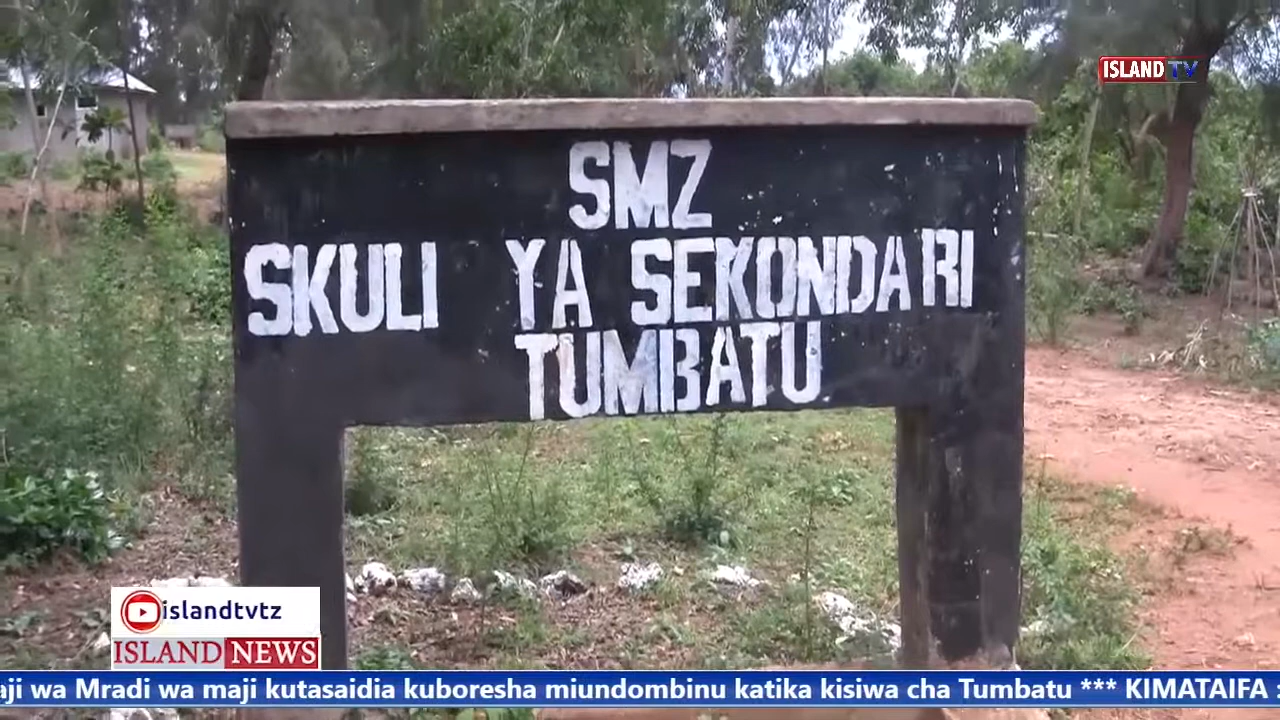 ISLAND TV
SMZ
SKULI YA SEKONDARI
TUMBATU
islandtvtz
ISLAND NEWS
wa Mradi wa maji kutasaidia kuboresha miundombinu katika kisiwa cha Tumbatu *** KIMATAIFA :